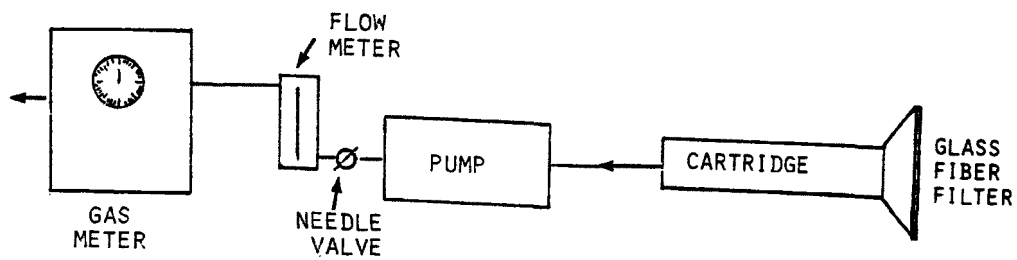 FLOW
METER
GAS
METER
NEEDLE
VALVE
PUMP
CARTRIDGE
GLASS
FIBER
FILTER